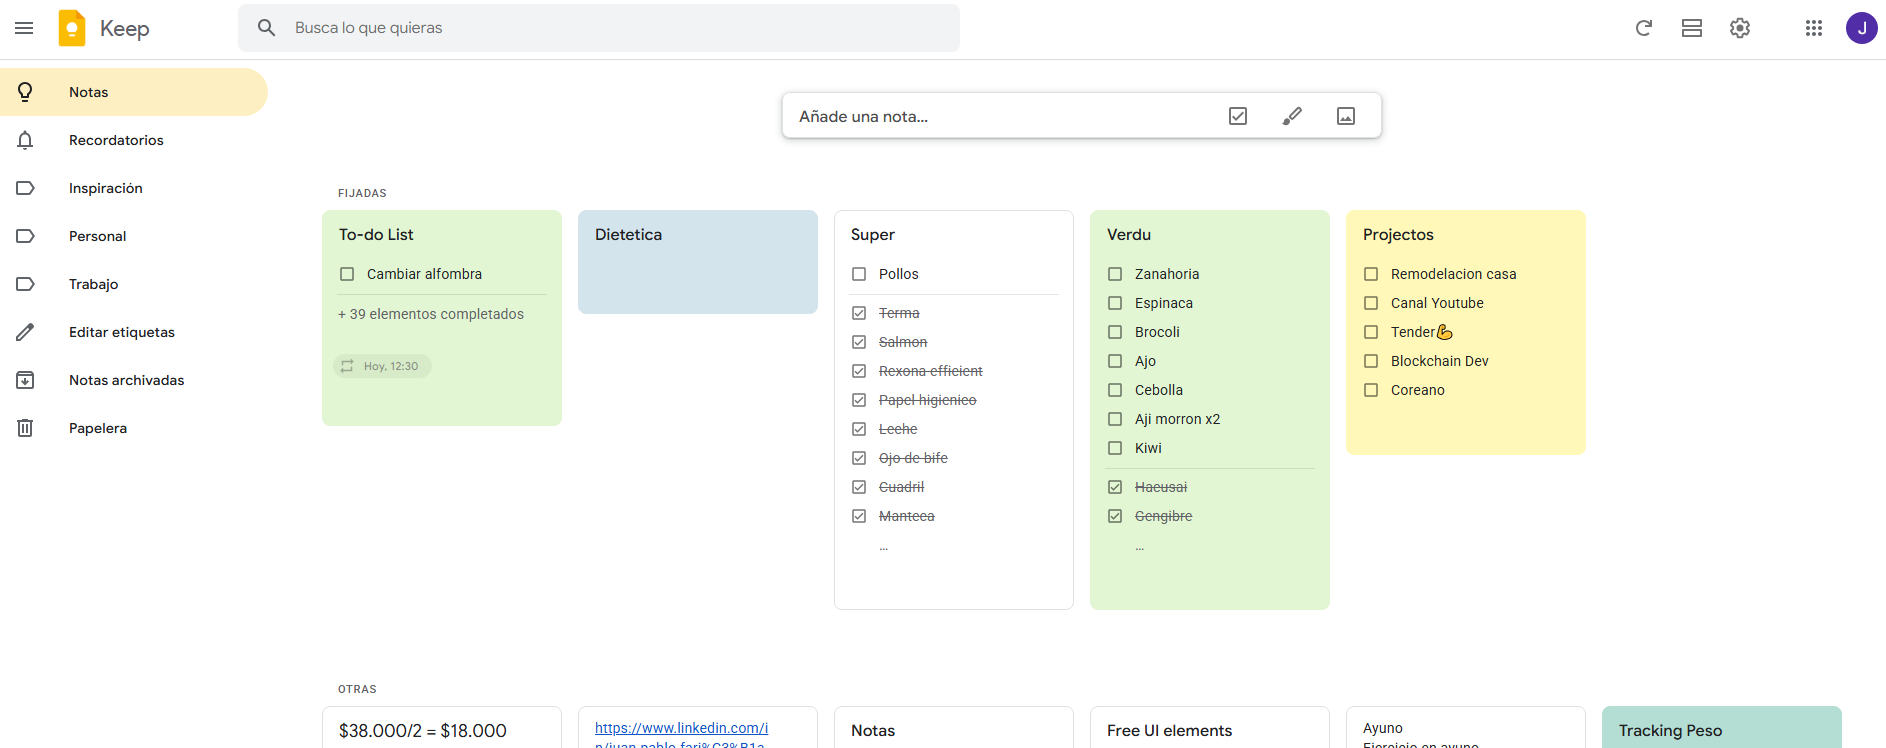 Keep
Busca lo que quieras
J
Notas
Recordatorios
Inspiración
Personal
Trabajo
Editar etiquetas
Notas archivadas
Papelera
Añade una nota...
FIJADAS
To-do List
Cambiar alfombra
+ 39 elementos completados
Hoy, 12:30
Dietetica
Super
Pollos
Terma
Salmon
Rexona efficient
Papel higienico
Leche
Ojo de bife
Cuadril
Manteca
...
Verdu
Zanahoria
Espinaca
Brocoli
Ajo
Cebolla
Aji morron x2
Kiwi
Haeusai
Gengibre
...
Projectos
Remodelacion casa
Canal Youtube
Tender💪
Blockchain Dev
Coreano
OTRAS
$38.000/2 = $18.000
https://www.linkedin.com/i
n/juan-pablo-fari%C3%B1a
Notas
Free UI elements
Ayuno
Ejercicio en ayuno
Tracking Peso